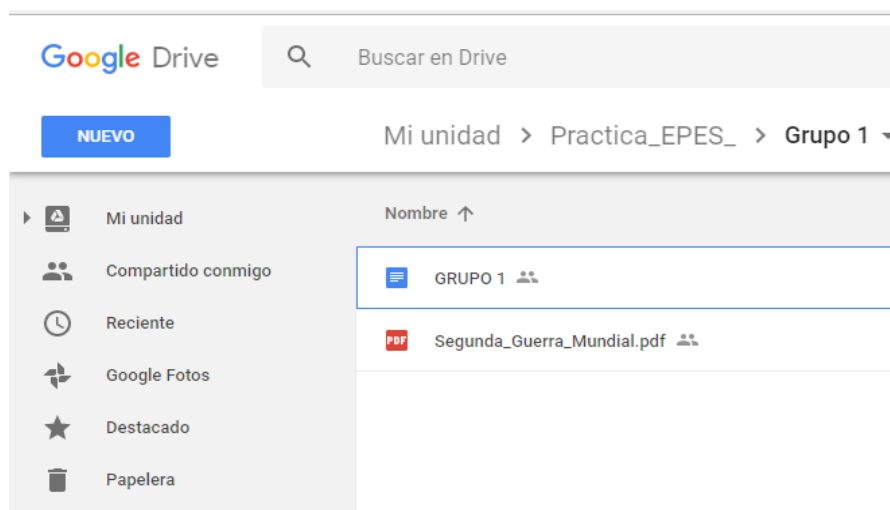 Google Drive
Buscar en Drive
NUEVO
Mi unidad > Practica_EPES_ > Grupo 1
Mi unidad
Compartido conmigo
Reciente
Google Fotos
Destacado
Papelera
Nombre
GRUPO 1
PDF
Segunda_Guerra_Mundial.pdf